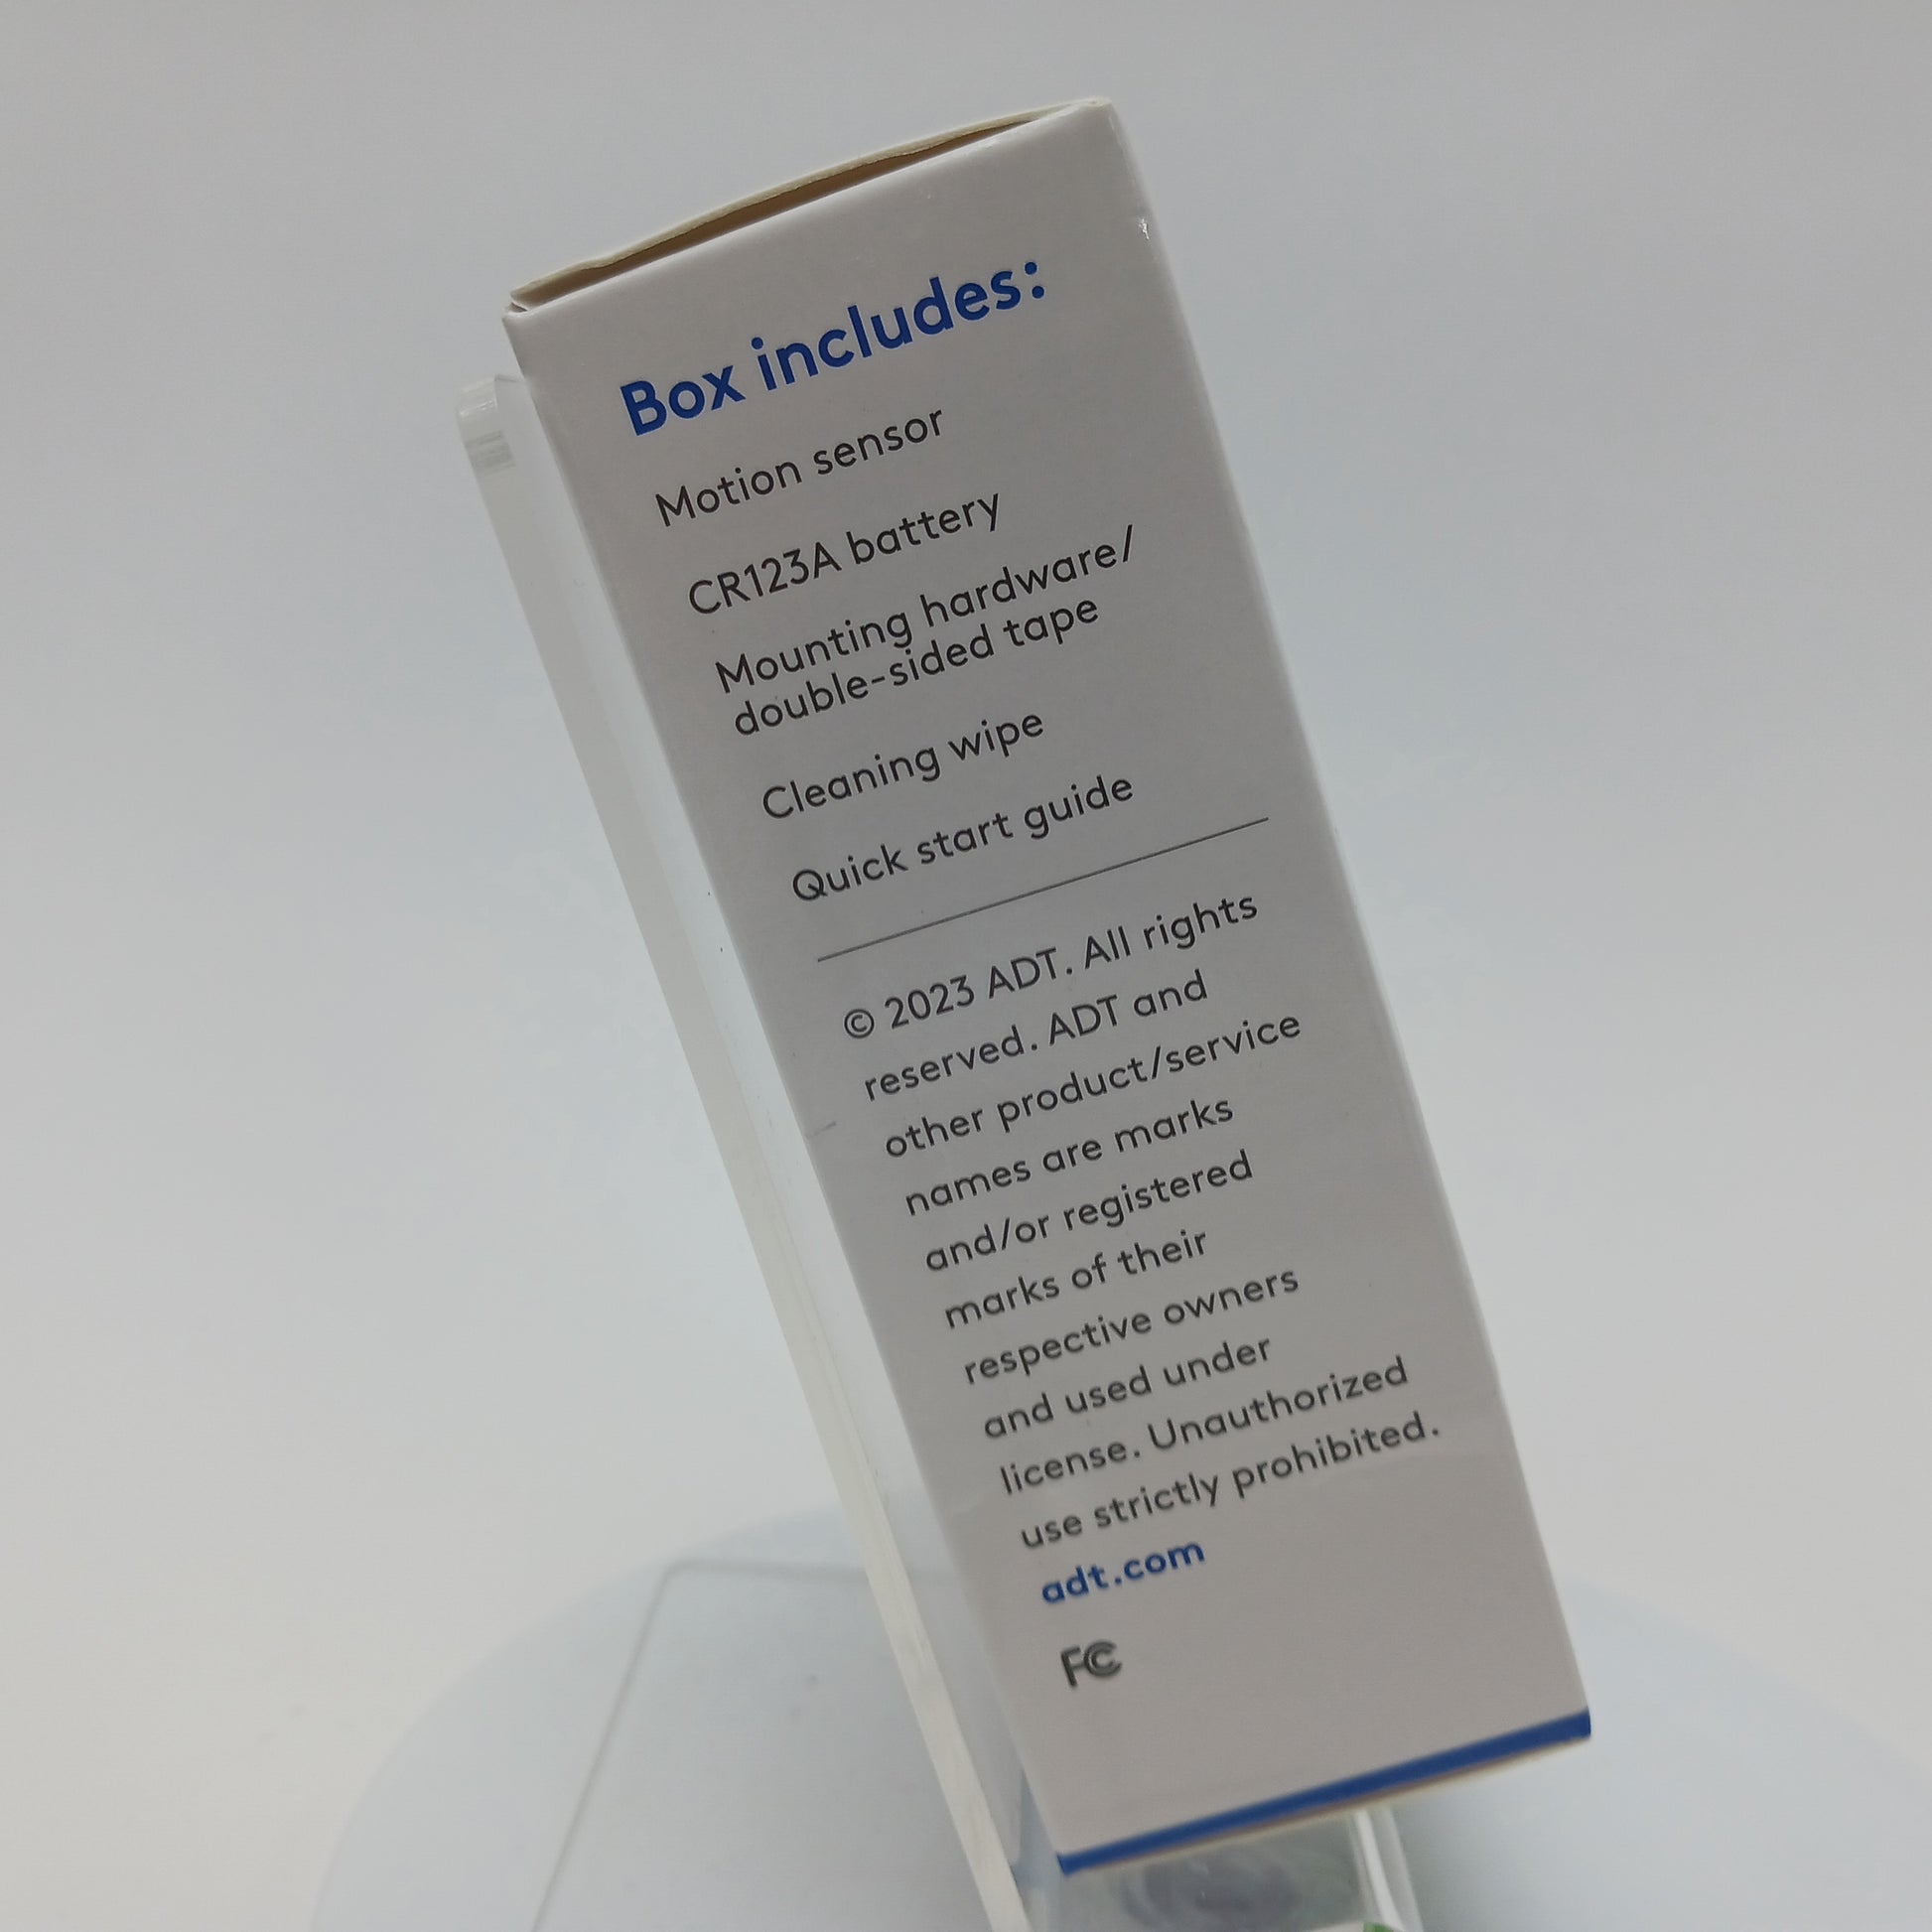 Box includes:
Motion sensor
CR123A battery
Mounting hardware/
double-sided tape
Cleaning wipe
Quick start guide
© 2023 ADT. All rights
reserved. ADT and
other product/service
names are marks
and/or registered
marks of their
respective owners
and used under
license. Unauthorized
use strictly prohibited.
adt.com
FC